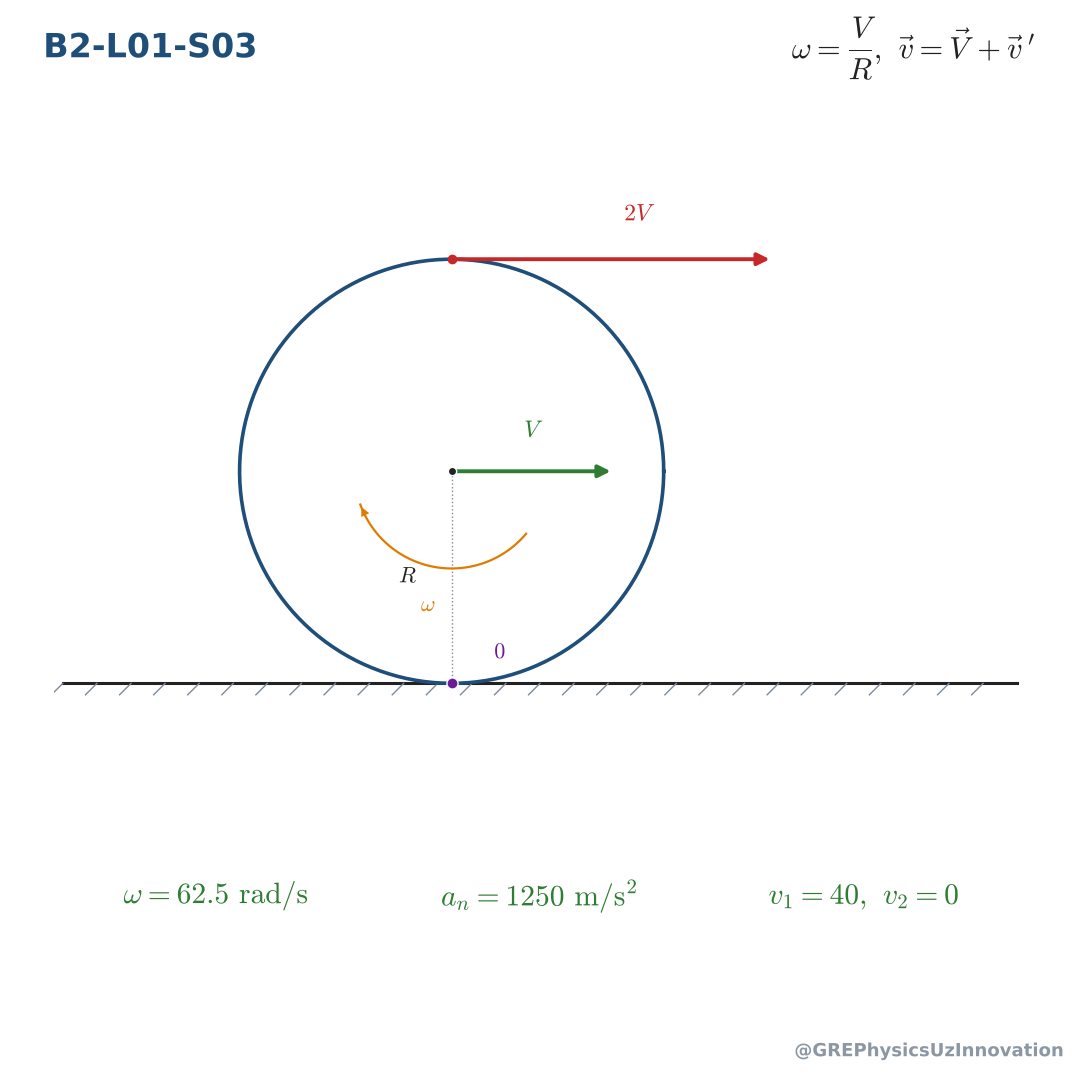 B2-L01-S03
ω = V/R, v⃗ = V⃗ + v⃗ ′
2V
V
R
ω
0
ω = 62.5 rad/s
aₙ = 1250 m/s²
v₁ = 40, v₂ = 0
@GREPhysicsUzInnovation